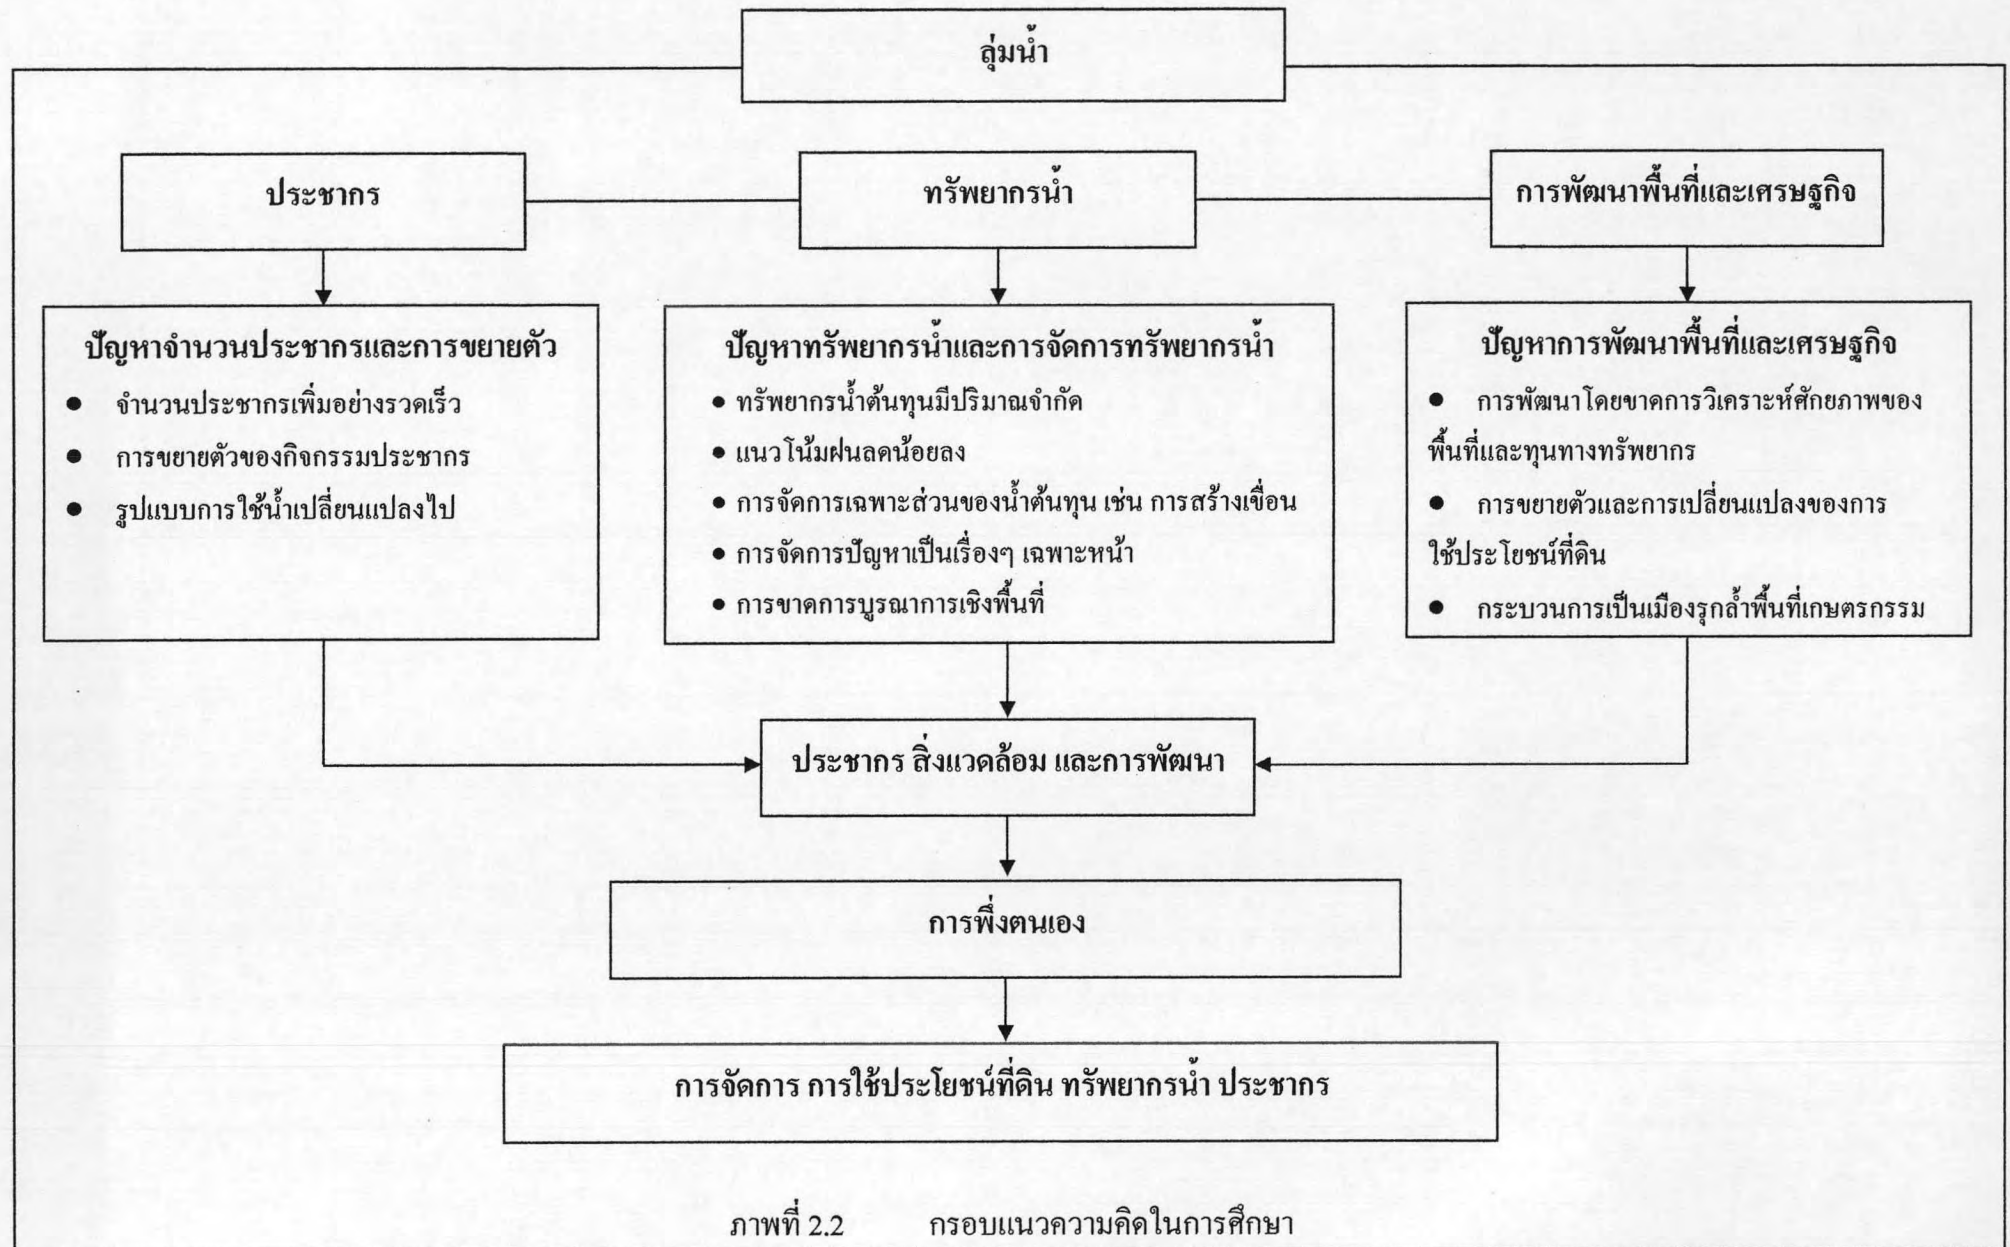 ลุ่มน้ำ
ประชากร
ทรัพยากรน้ำ
การพัฒนาพื้นที่และเศรษฐกิจ
ปัญหาจำนวนประชากรและการขยายตัว
● จำนวนประชากรเพิ่มอย่างรวดเร็ว
● การขยายตัวของกิจกรรมประชากร
● รูปแบบการใช้น้ำเปลี่ยนแปลงไป
ปัญหาทรัพยากรน้ำและการจัดการทรัพยากรน้ำ
● ทรัพยากรน้ำต้นทุนมีปริมาณจำกัด
● แนวโน้มฝนลดน้อยลง
● การจัดการเฉพาะส่วนของน้ำต้นทุน เช่น การสร้างเขื่อน
● การจัดการปัญหาเป็นเรื่องๆ เฉพาะหน้า
● การขาดการบูรณาการเชิงพื้นที่
ปัญหาการพัฒนาพื้นที่และเศรษฐกิจ
● การพัฒนาโดยขาดการวิเคราะห์ศักยภาพของ
พื้นที่และทุนทางทรัพยากร
● การขยายตัวและการเปลี่ยนแปลงของการ
ใช้ประโยชน์ที่ดิน
● กระบวนการเป็นเมืองรุกล้ำพื้นที่เกษตรกรรม
ประชากร สิ่งแวดล้อม และการพัฒนา
การพึ่งตนเอง
การจัดการ การใช้ประโยชน์ที่ดิน ทรัพยากรน้ำ ประชากร
ภาพที่ 2.2 กรอบแนวความคิดในการศึกษา